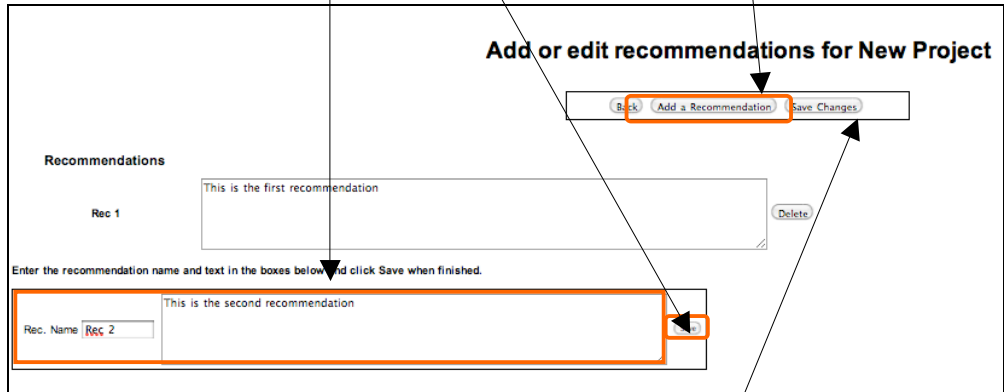 Add or edit recommendations for New Project
Back Add a Recommendation Save Changes
Recommendations
This is the first recommendation
Rec 1
Delete
Enter the recommendation name and text in the boxes below and click Save when finished.
This is the second recommendation
Rec. Name Rec 2
Save